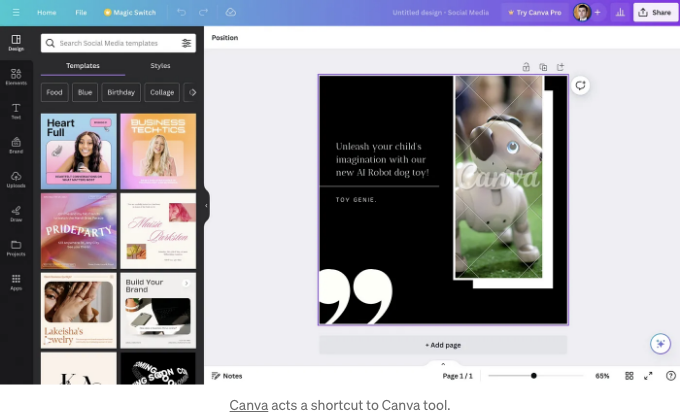 Home File Magic Switch Untitled design - Social Media Try Canva Pro Share
Design
Elements
Text
Brand
Uploads
Draw
Projects
Apps
Search Social Media templates
Templates Styles
Food Blue Birthday Collage
Heart
Full
BUSINESS
TECH-TICS
PRIDEPARTY
Build Your
Brand
Lakeisha's
Jewelry
KA
COMING SOON
Position
Unleash your child's
imagination with our
new AI Robot dog toy!
TOY GENIE.
Canva
+ Add page
Notes Page 1 / 1 65%
Canva acts a shortcut to Canva tool.